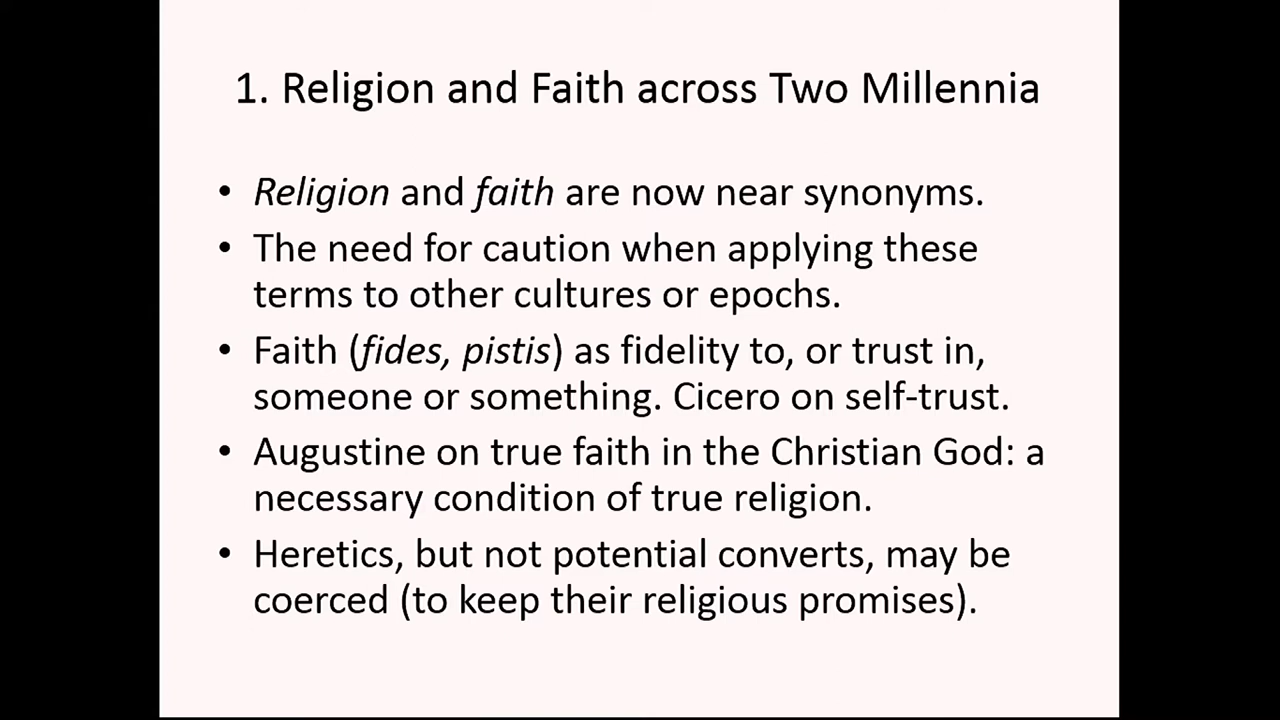 1. Religion and Faith across Two Millennia
• Religion and faith are now near synonyms.
• The need for caution when applying these
terms to other cultures or epochs.
• Faith (fides, pistis) as fidelity to, or trust in,
someone or something. Cicero on self-trust.
• Augustine on true faith in the Christian God: a
necessary condition of true religion.
• Heretics, but not potential converts, may be
coerced (to keep their religious promises).